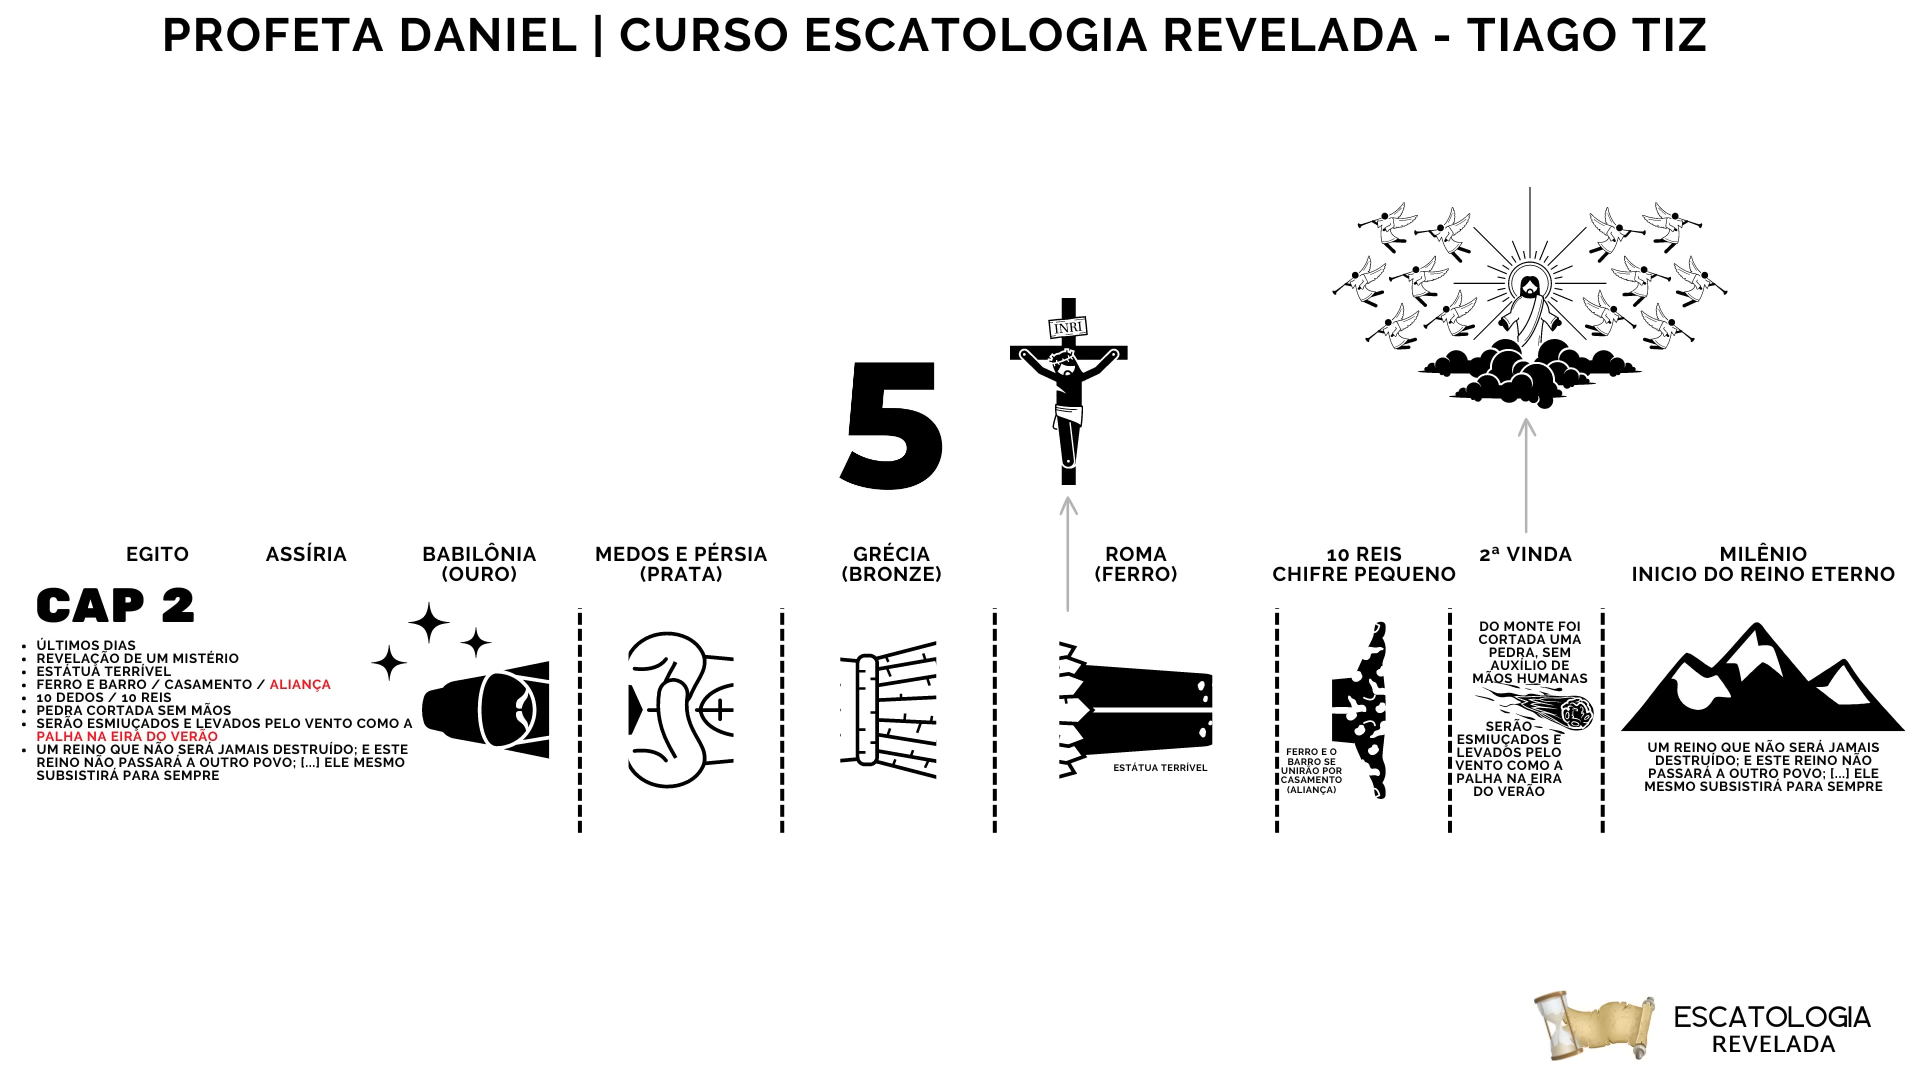 PROFETA DANIEL | CURSO ESCATOLOGIA REVELADA - TIAGO TIZ
INRI
5
EGITO
ASSÍRIA
BABILÔNIA
(OURO)
MEDOS E PÉRSIA
(PRATA)
GRÉCIA
(BRONZE)
ROMA
(FERRO)
10 REIS
CHIFRE PEQUENO
2ª VINDA
MILÊNIO
INICIO DO REINO ETERNO
CAP 2
• ÚLTIMOS DIAS
• REVELAÇÃO DE UM MISTÉRIO
• ESTÁTUA TERRÍVEL
• FERRO E BARRO / CASAMENTO / ALIANÇA
• 10 DEDOS / 10 REIS
• PEDRA CORTADA SEM MÃOS
• SERÃO ESMIUÇADOS E LEVADOS PELO VENTO COMO A
PALHA NA EIRA DO VERÃO
• UM REINO QUE NÃO SERÁ JAMAIS DESTRUÍDO; E ESTE
REINO NÃO PASSARÁ A OUTRO POVO; [...] ELE MESMO
SUBSISTIRÁ PARA SEMPRE
ESTÁTUA TERRÍVEL
FERRO E O
BARRO SE
UNIRÃO POR
CASAMENTO
(ALIANÇA)
DO MONTE FOI
CORTADA UMA
PEDRA, SEM
AUXÍLIO DE
MÃOS HUMANAS
SERÃO
ESMIUÇADOS E
LEVADOS PELO
VENTO COMO A
PALHA NA EIRA
DO VERÃO
UM REINO QUE NÃO SERÁ JAMAIS
DESTRUÍDO; E ESTE REINO NÃO
PASSARÁ A OUTRO POVO; [...] ELE
MESMO SUBSISTIRÁ PARA SEMPRE
ESCATOLOGIA
REVELADA